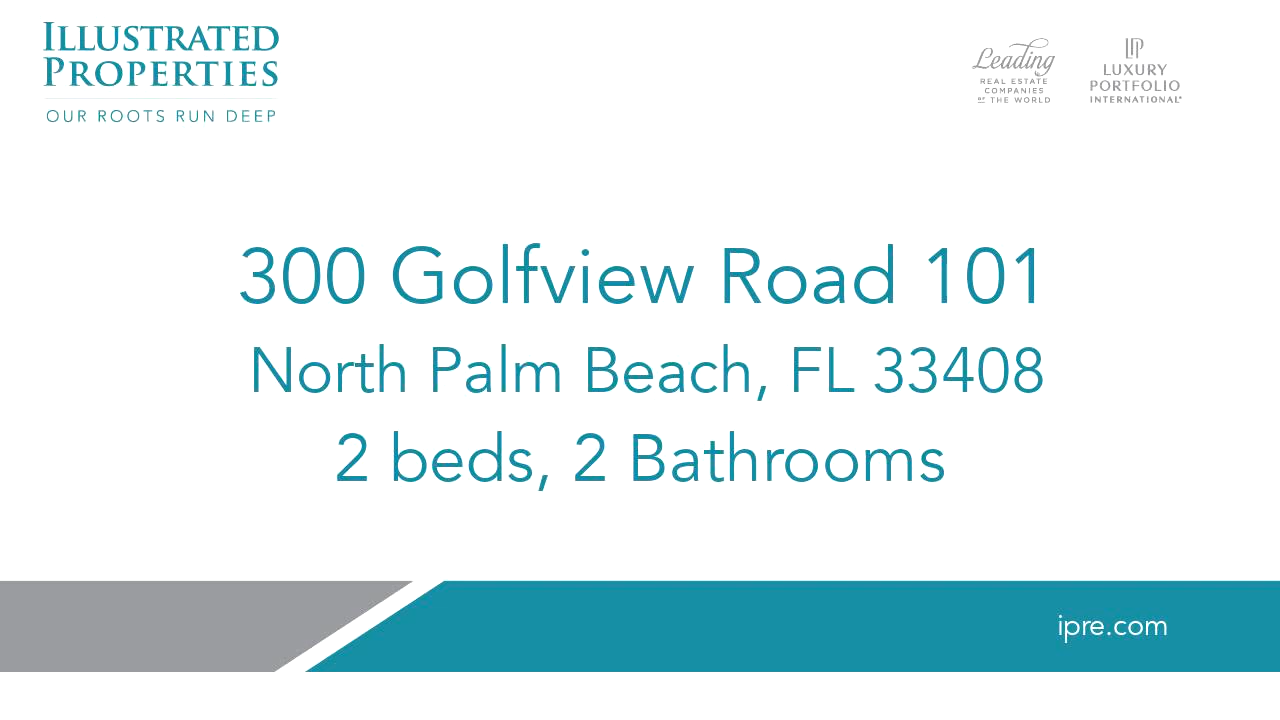 ILLUSTRATED
PROPERTIES
OUR ROOTS RUN DEEP
Leading
REAL ESTATE
COMPANIES
OF THE WORLD
LP
LUXURY
PORTFOLIO
INTERNATIONAL®
300 Golfview Road 101
North Palm Beach, FL 33408
2 beds, 2 Bathrooms
ipre.com